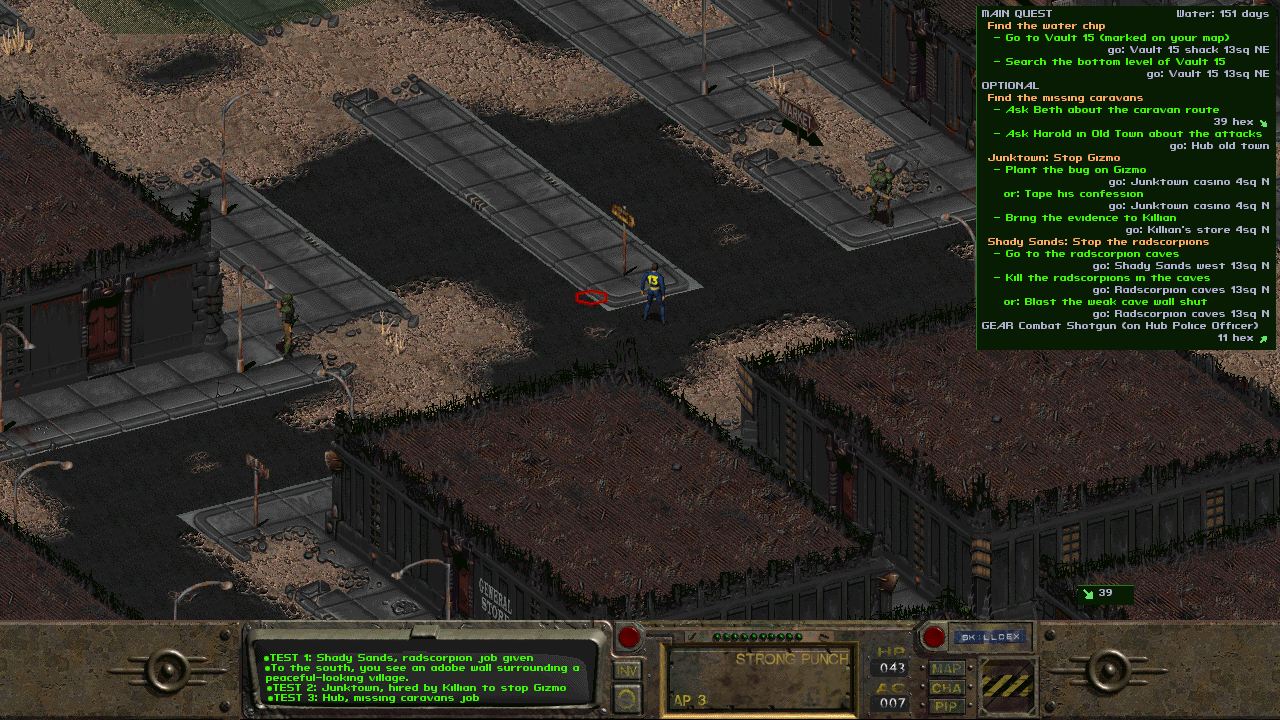 MAIN QUEST Water: 151 days
Find the water chip
- Go to Vault 15 (marked on your map)
go: Vault 15 shack 13sq NE
- Search the bottom level of Vault 15
go: Vault 15 13sq NE
OPTIONAL
Find the missing caravans
- Ask Beth about the caravan route
39 hex
- Ask Harold in Old Town about the attacks
go: Hub old town
Junktown: Stop Gizmo
- Plant the bug on Gizmo
go: Junktown casino 4sq N
or: Tape his confession
go: Junktown casino 4sq N
- Bring the evidence to Killian
go: Killian's store 4sq N
Shady Sands: Stop the radscorpions
- Go to the radscorpion caves
go: Shady Sands west 13sq N
- Kill the radscorpions in the caves
go: Radscorpion caves 13sq N
or: Blast the weak cave wall shut
go: Radscorpion caves 13sq N
GEAR Combat Shotgun (on Hub Police Officer)
11 hex
MARKET
13
GENERAL
STORE
39
•TEST 1: Shady Sands, radscorpion job given
•To the south, you see an adobe wall surrounding a
peaceful-looking village.
•TEST 2: Junktown, hired by Killian to stop Gizmo
•TEST 3: Hub, missing caravans job
INV
STRONG PUNCH
AP 3
HP
043
AC
007
SKILLDEX
MAP
CHA
PIP